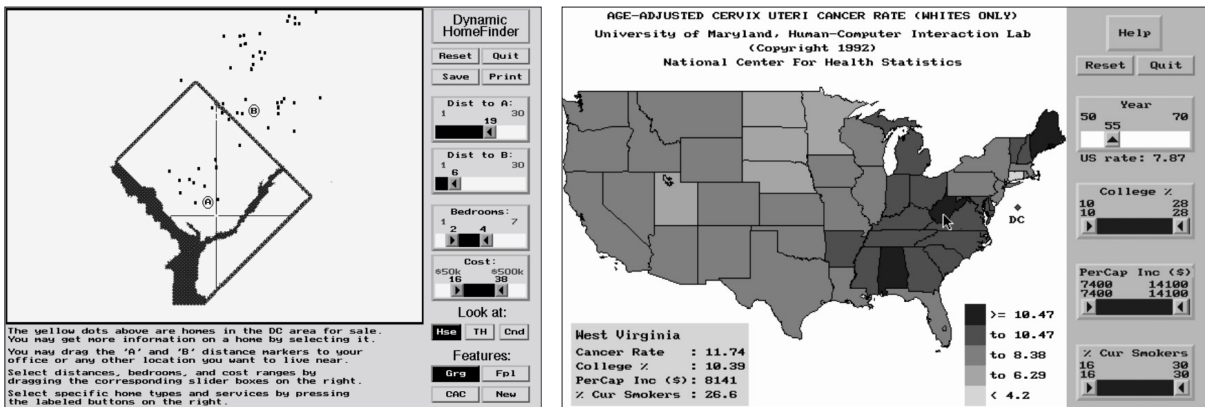 Dynamic
HomeFinder
Reset Quit
Save Print
Dist to A:
1 30
19
Dist to B:
1 30
6
Bedrooms:
1 7
2 4
Cost:
$50k $500k
16 38
Look at:
Hse TH Cnd
Features:
Grg Fpl
CAC New
B
A
The yellow dots above are homes in the DC area for sale.
You may get more information on a home by selecting it.
You may drag the 'A' and 'B' distance markers to your
office or any other location you want to live near.
Select distances, bedrooms, and cost ranges by
dragging the corresponding slider boxes on the right.
Select specific home types and services by pressing
the labeled buttons on the right.
AGE-ADJUSTED CERVIX UTERI CANCER RATE (WHITES ONLY)
University of Maryland, Human-Computer Interaction Lab
(Copyright 1992)
National Center For Health Statistics
DC
West Virginia
Cancer Rate : 11.74
College % : 10.39
PerCap Inc ($): 8141
% Cur Smokers : 26.6
>= 10.47
to 10.47
to 8.38
to 6.29
< 4.2
Help
Reset Quit
Year
50 70
55
US rate: 7.87
College %
10 28
10 28
PerCap Inc ($)
7400 14100
7400 14100
% Cur Smokers
16 30
16 30